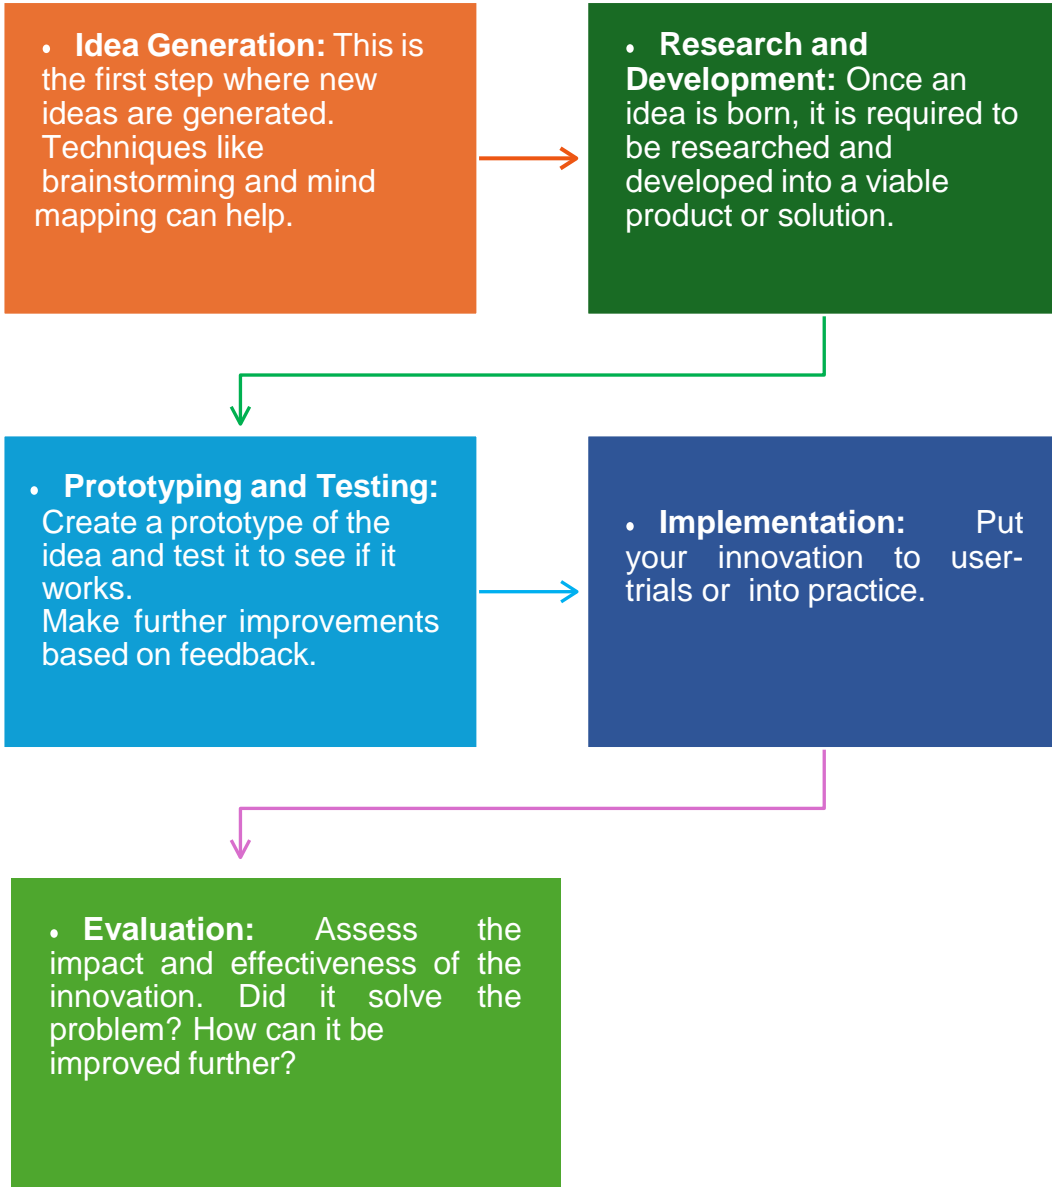 • Idea Generation: This is
the first step where new
ideas are generated.
Techniques like
brainstorming and mind
mapping can help.
• Research and
Development: Once an
idea is born, it is required to
be researched and
developed into a viable
product or solution.
• Prototyping and Testing:
Create a prototype of the
idea and test it to see if it
works.
Make further improvements
based on feedback.
• Implementation: Put
your innovation to user-
trials or into practice.
• Evaluation: Assess the
impact and effectiveness of the
innovation. Did it solve the
problem? How can it be
improved further?